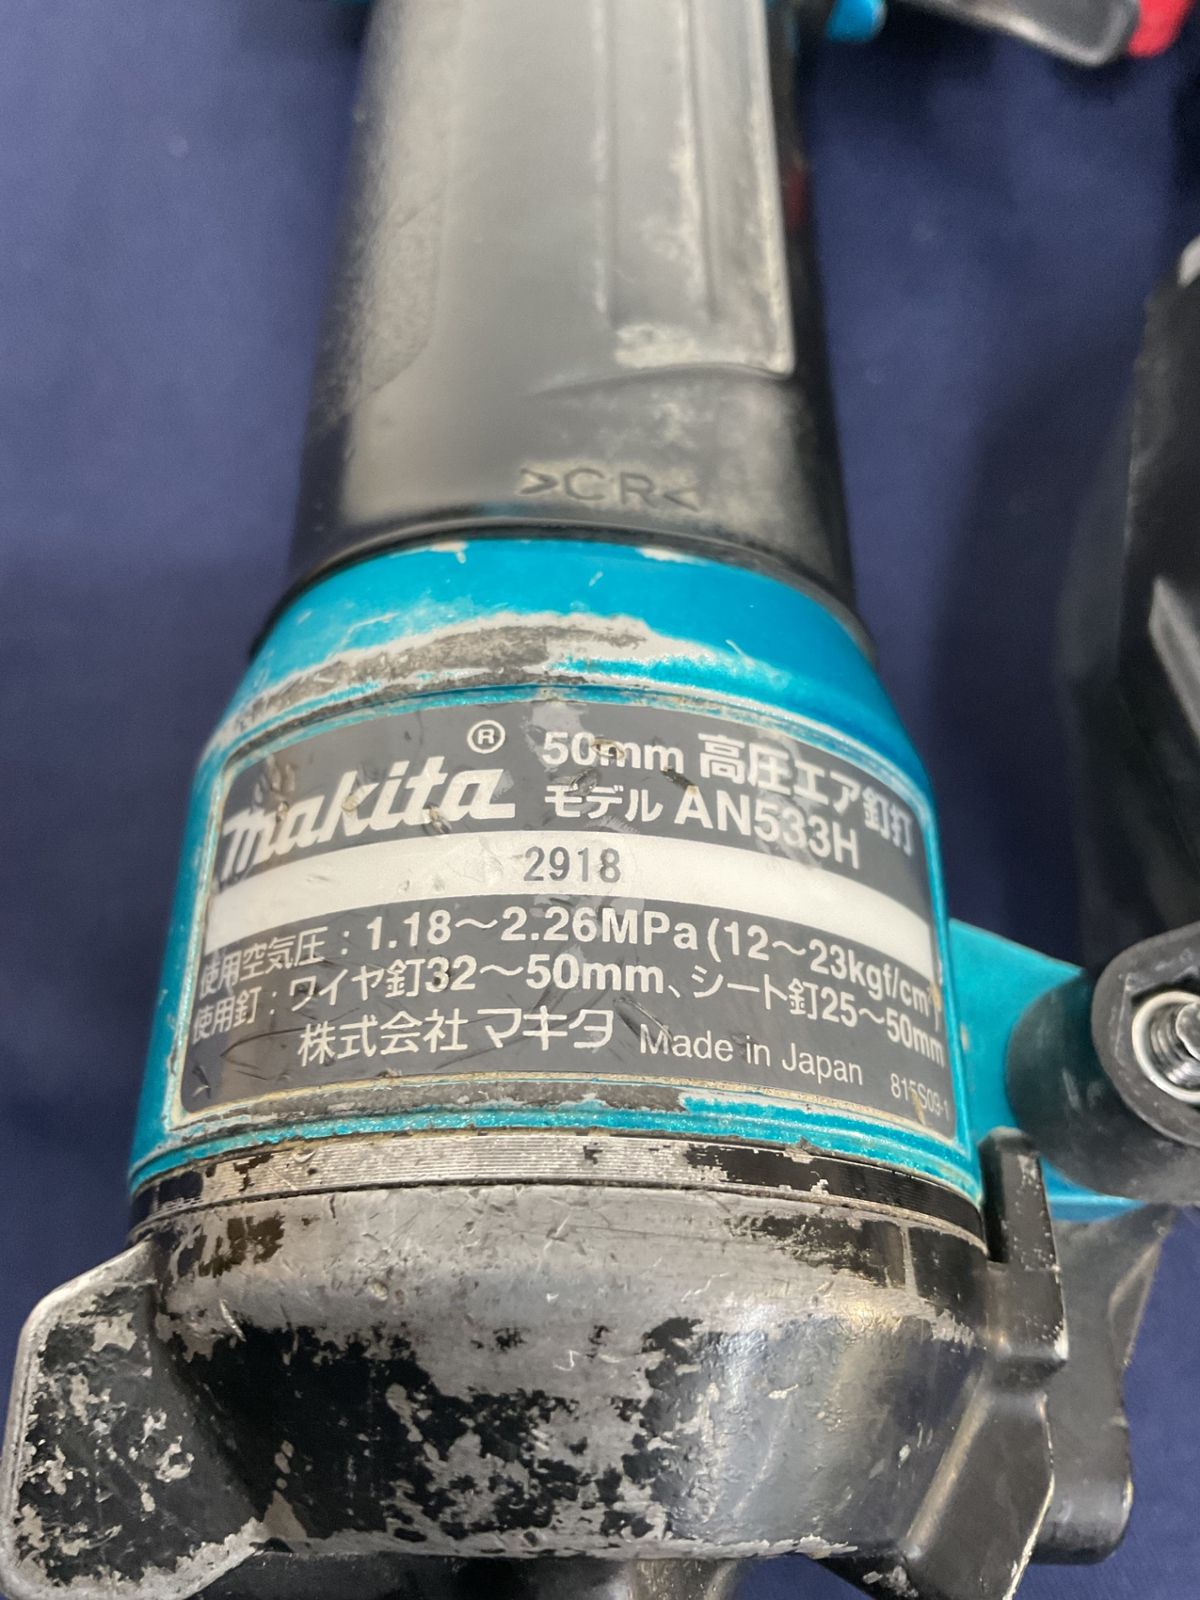 >CR<
makita® 50mm 高圧エア釘打
モデル AN533H
2918
使用空気圧：1.18～2.26MPa(12～23kgf/cm²)
使用釘：ワイヤ釘32～50mm、シート釘25～50mm
株式会社マキタ Made in Japan 815S09-1